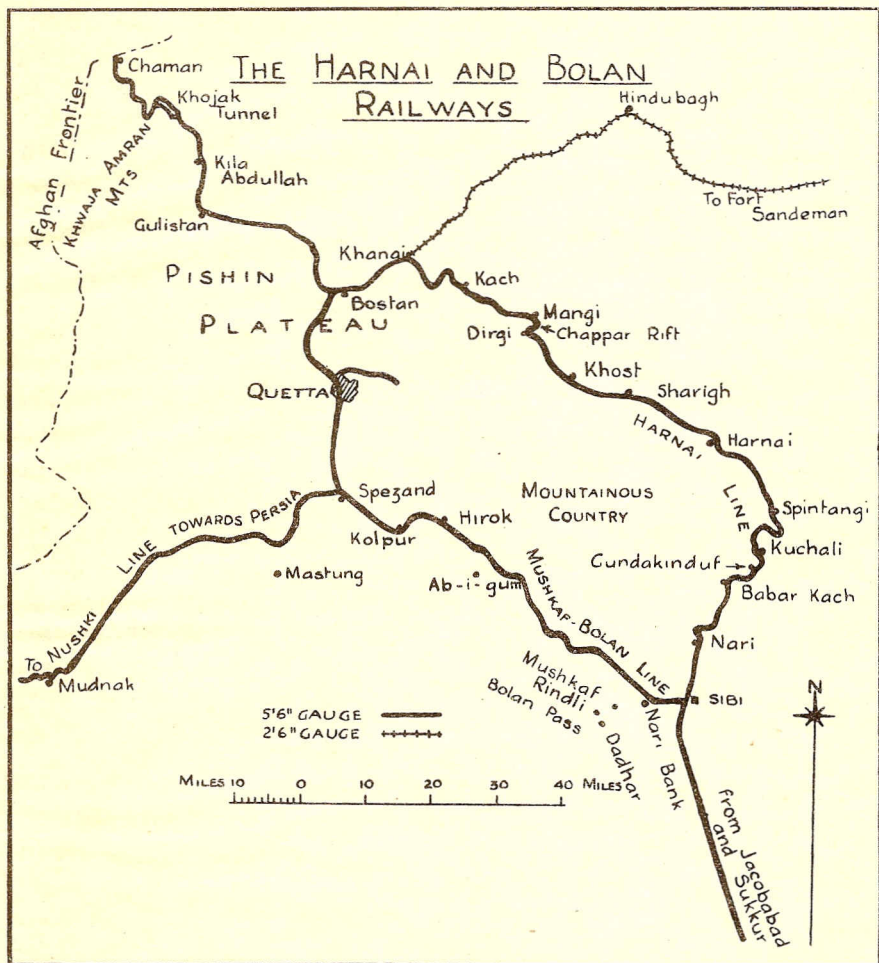 THE HARNAI AND BOLAN
RAILWAYS
Chaman
Khojak
Tunnel
Hindubagh
Afghan Frontier
KHWAJA AMRAN
MTS
Kila
Abdullah
To Fort
Sandeman
Gulistan
Khanai
PISHIN
PLATEAU
Kach
Bostan
Mangi
Dirgi
Chappar Rift
Khost
QUETTA
Sharigh
HARNAI
LINE
Harnai
Spezand
MOUNTAINOUS
COUNTRY
Spintangi
LINE TOWARDS PERSIA
Kolpur
Hirok
Kuchali
Gundakinduf
Mastung
Ab-i-gum
Babar Kach
MUSHKAF-BOLAN LINE
Nari
TO NUSHKI
Mudnak
Mushkaf
Rindli
Bolan Pass
Dadhar
Nari Bank
SIBI
N
5'6" GAUGE
2'6" GAUGE
MILES 10 0 10 20 40 MILES
from Jacobabad
and
Sukkur